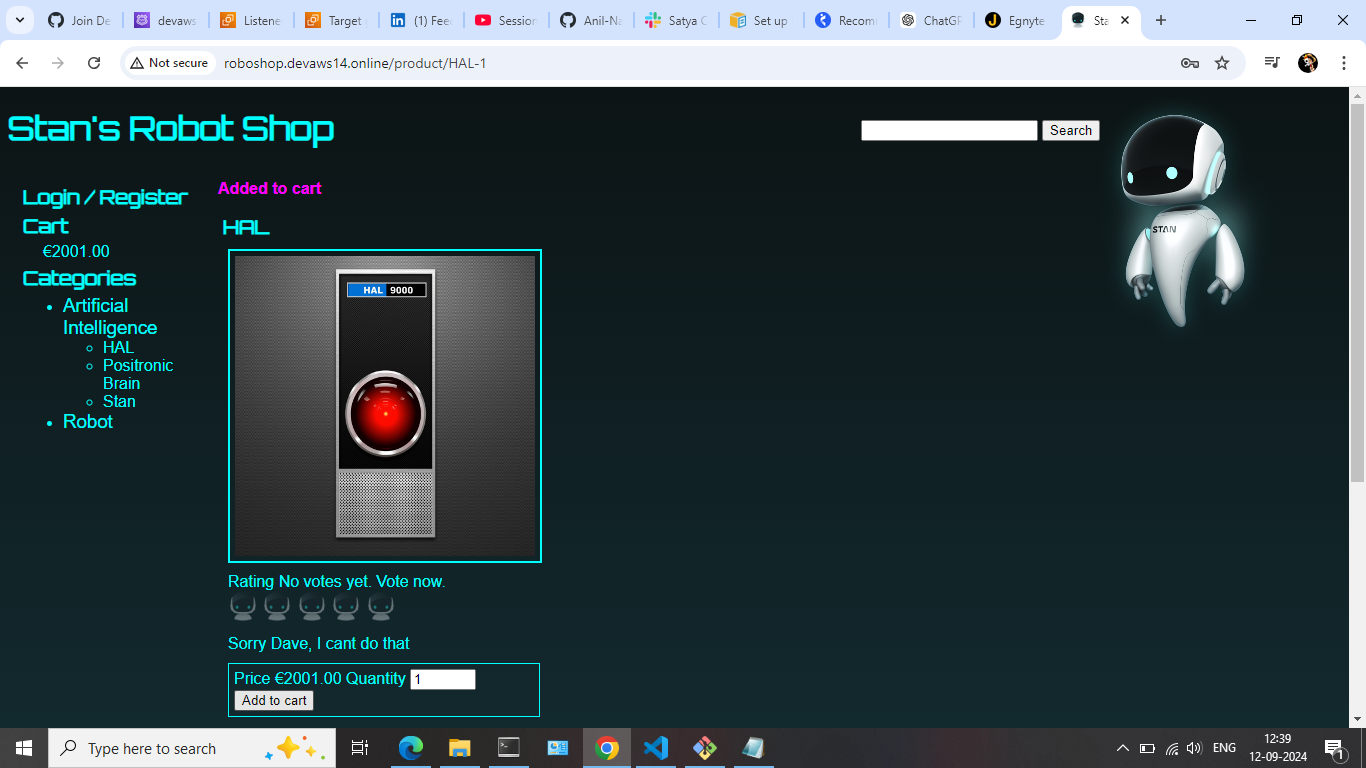 Join De
devaws
Listene
Target
(1) Feed
Session
Anil-Na
Satya C
Set up
Recom
ChatGP
Egnyte
Sta
Not secure
roboshop.devaws14.online/product/HAL-1
Stan's Robot Shop
Search
STAN
Login / Register
Cart
€2001.00
Categories
Artificial
Intelligence
HAL
Positronic
Brain
Stan
Robot
Added to cart
HAL
HAL 9000
Rating No votes yet. Vote now.
Sorry Dave, I cant do that
Price €2001.00 Quantity 1
Add to cart
Type here to search
ENG
12:39
12-09-2024
1